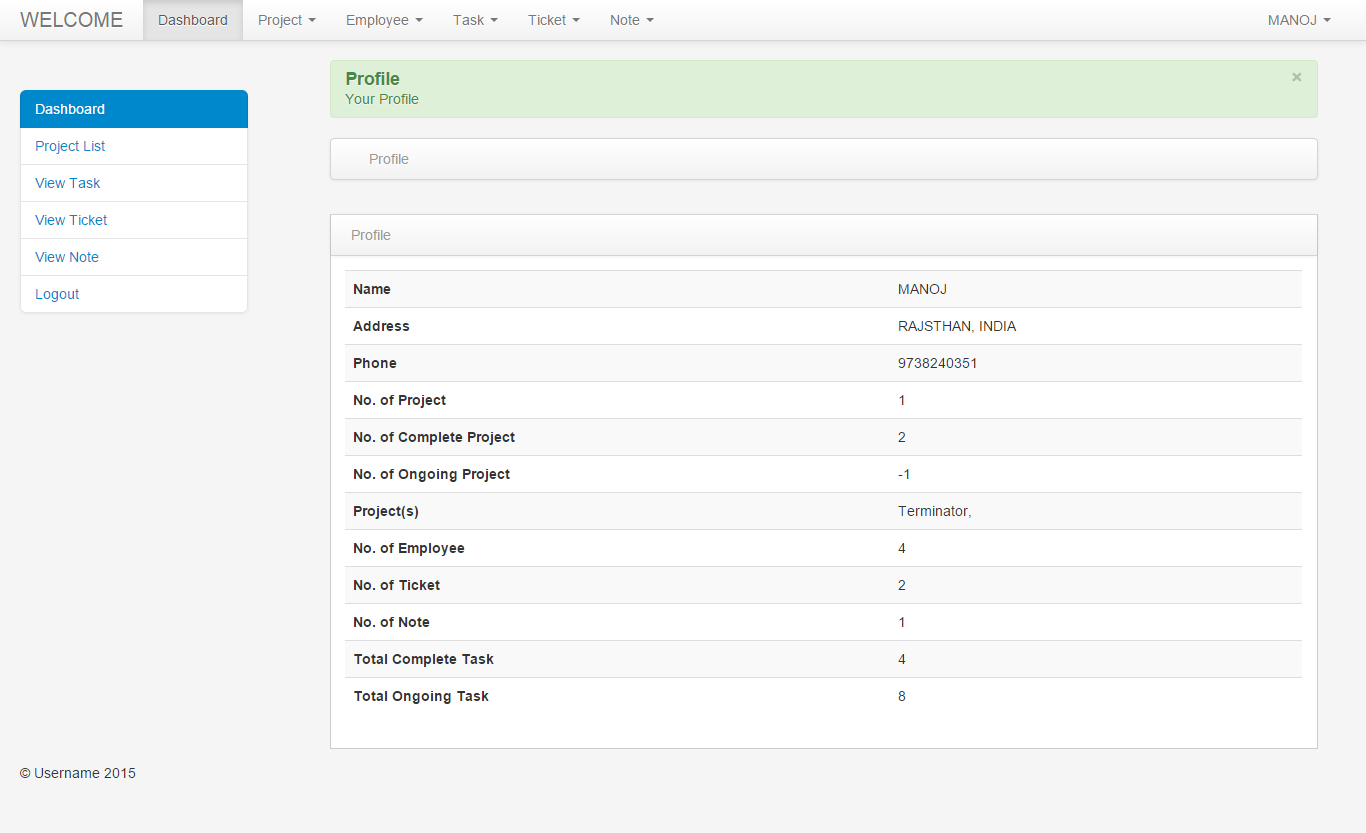 WELCOME Dashboard Project Employee Task Ticket Note MANOJ
Dashboard
Project List
View Task
View Ticket
View Note
Logout
Profile ×
Your Profile
Profile
Profile
Name MANOJ
Address RAJSTHAN, INDIA
Phone 9738240351
No. of Project 1
No. of Complete Project 2
No. of Ongoing Project -1
Project(s) Terminator,
No. of Employee 4
No. of Ticket 2
No. of Note 1
Total Complete Task 4
Total Ongoing Task 8
© Username 2015